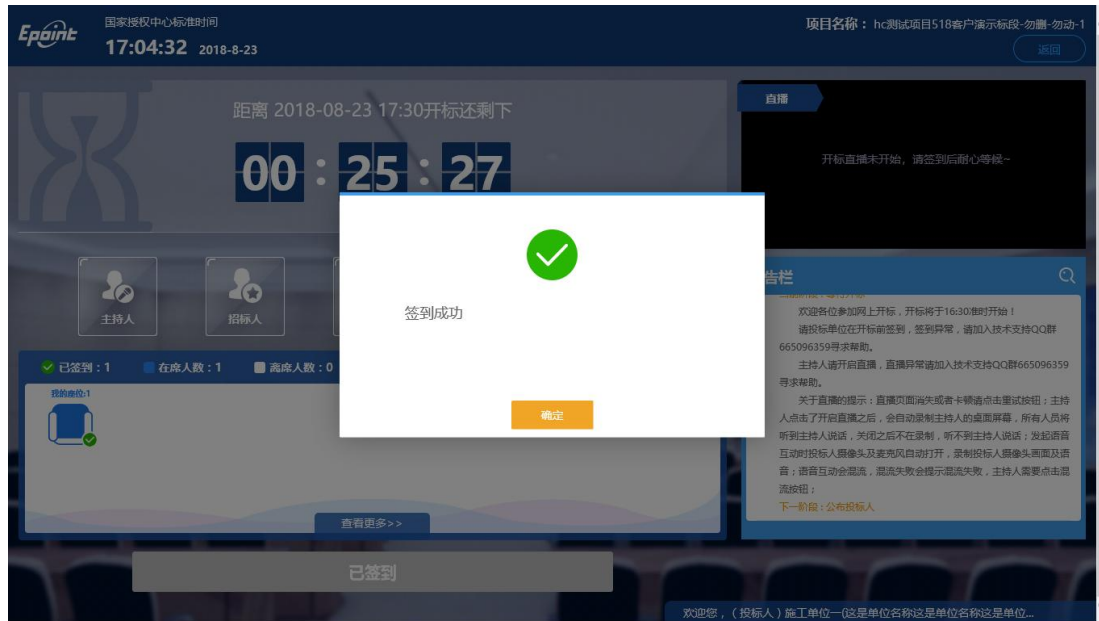 Epoint
国家授权中心标准时间
17:04:32 2018-8-23
项目名称：hc测试项目518客户演示标段-勿删-勿动-1
返回
距离 2018-08-23 17:30开标还剩下
00 : 25 : 27
直播
开标直播未开始，请签到后耐心等候~
主持人
招标人
签到成功
确定
告栏
欢迎各位参加网上开标，开标将于16:30准时开始！
请投标单位在开标前签到，签到异常，请加入技术支持QQ群
665096359寻求帮助。
主持人请开启直播，直播异常请加入技术支持QQ群665096359
寻求帮助。
关于直播的提示：直播页面消失或者卡顿请点击重试按钮；主持
人点击了开启直播之后，会自动录制主持人的桌面屏幕，所有人员将
听到主持人说话，关闭之后不在录制，听不到主持人说话；发起语音
互动时投标人摄像头及麦克风自动打开，录制投标人摄像头画面及语
音；语音互动会混流，混流失败会提示混流失败，主持人需要点击混
流按钮；
下一阶段：公布投标人
已签到：1 在席人数：1 离席人数：0
我的座位:1
查看更多>>
已签到
欢迎您，（投标人）施工单位一(这是单位名称这是单位名称这是单位...